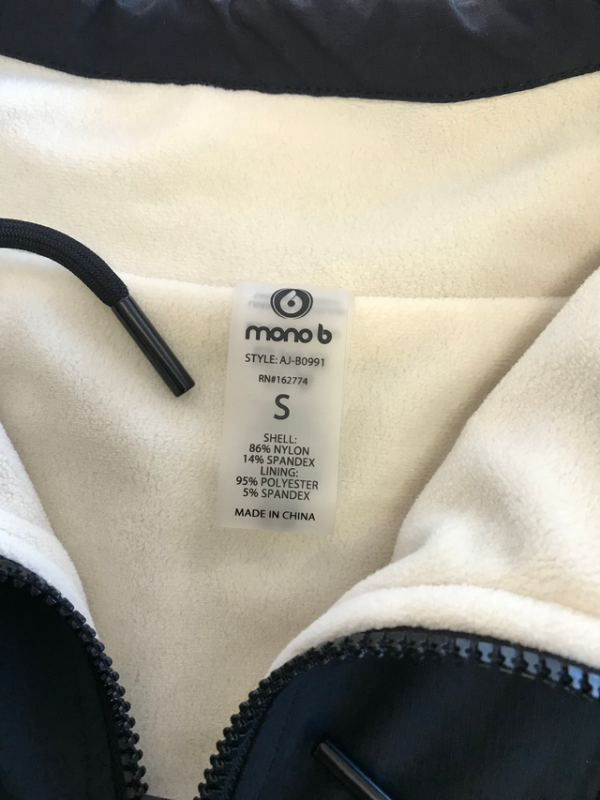 mono b
STYLE: AJ-B0991
RN#162774
S
SHELL:
86% NYLON
14% SPANDEX
LINING:
95% POLYESTER
5% SPANDEX
MADE IN CHINA